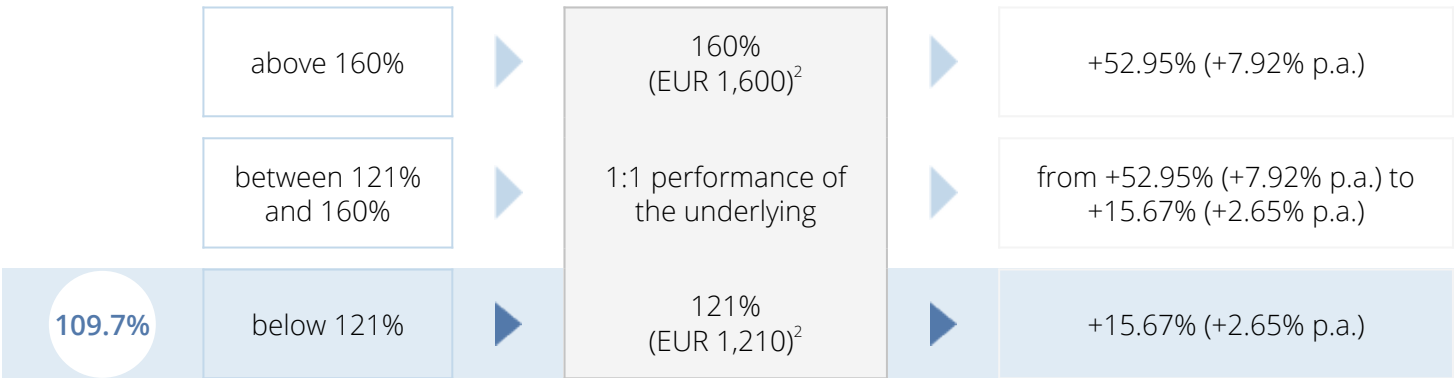 above 160%
160%
(EUR 1,600)²
+52.95% (+7.92% p.a.)
between 121%
and 160%
1:1 performance of
the underlying
from +52.95% (+7.92% p.a.) to
+15.67% (+2.65% p.a.)
109.7%
below 121%
121%
(EUR 1,210)²
+15.67% (+2.65% p.a.)